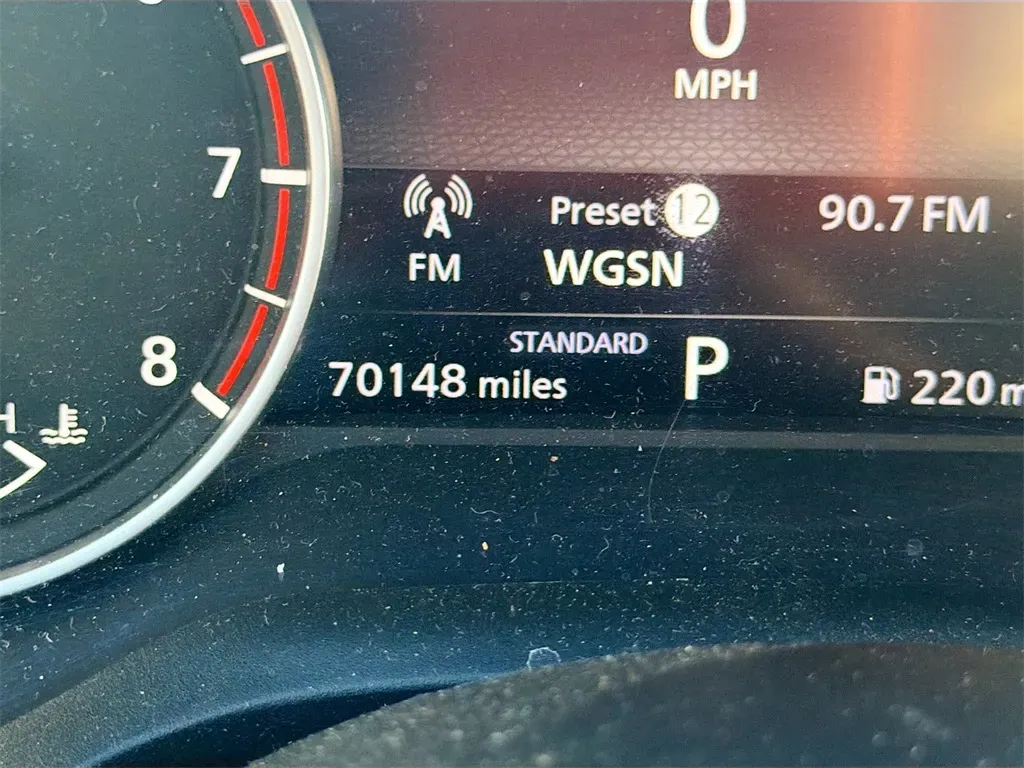 0
MPH
7
Preset 12 90.7 FM
FM WGSN
STANDARD
8 70148 miles P 220
H